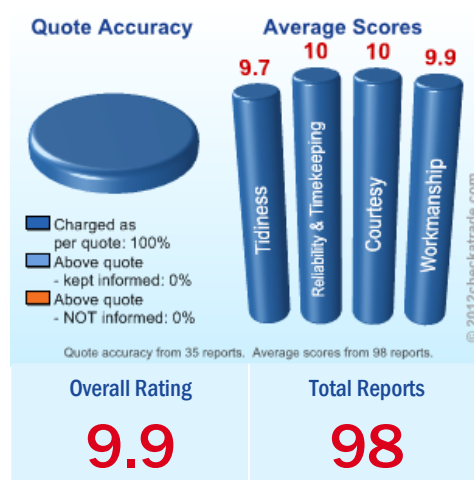 Quote Accuracy
Average Scores
9.7
10
10
9.9
Tidiness
Reliability & Timekeeping
Courtesy
Workmanship
Charged as
per quote: 100%
Above quote
- kept informed: 0%
Above quote
- NOT informed: 0%
© 2012checkatrade.com
Quote accuracy from 35 reports. Average scores from 98 reports.
Overall Rating
Total Reports
9.9
98